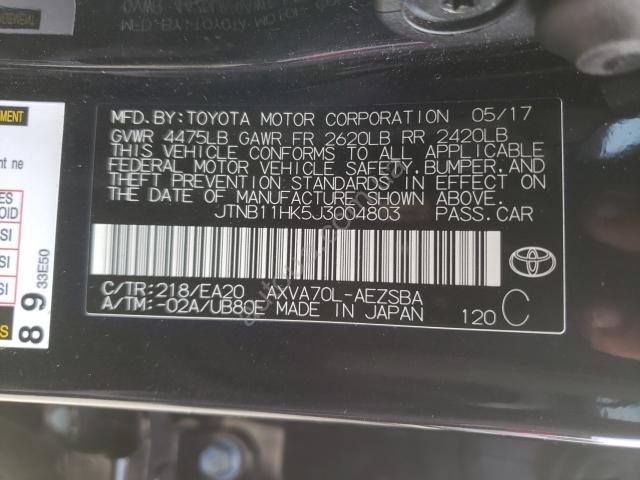 MFD.BY:TOYOTA MOTOR CORPORATION 05/17
GVWR 4475LB GAWR FR 2620LB RR 2420LB
THIS VEHICLE CONFORMS TO ALL APPLICABLE
FEDERAL MOTOR VEHICLE SAFETY, BUMPER, AND
THEFT PREVENTION STANDARDS IN EFFECT ON
THE DATE OF MANUFACTURE SHOWN ABOVE.
JTNB11HK5J3004803 PASS.CAR
C/TR:218/EA20 AXVA70L-AEZSBA
A/TM:-02A/UB80E MADE IN JAPAN 120 C
89
33E50